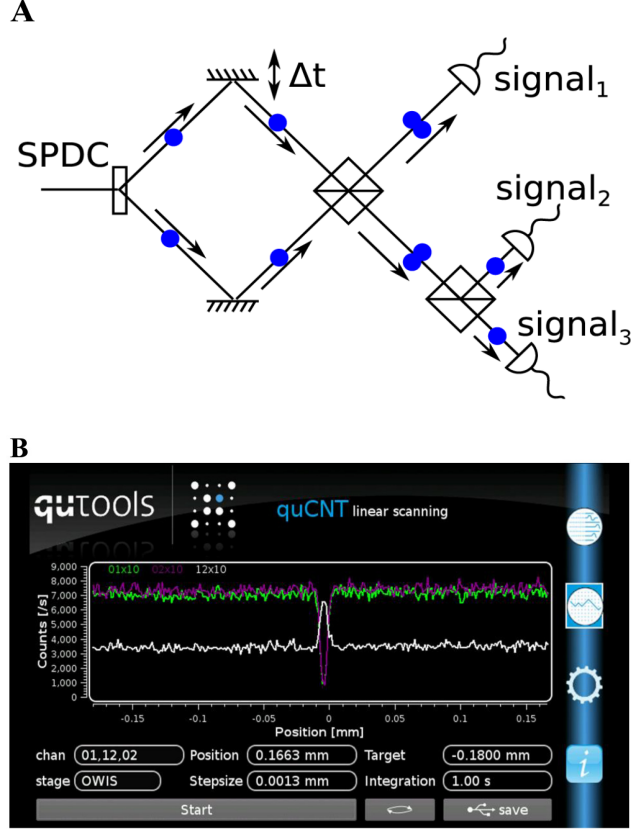 A
Δt
SPDC
signal1
signal2
signal3
B
qutools
quCNT linear scanning
01x10 02x10 12x10
9,000
8,000
7,000
6,000
5,000
4,000
3,000
2,000
1,000
0
Counts [/s]
-0.15 -0.1 -0.05 0 0.05 0.1 0.15
Position [mm]
chan 01,12,02 Position 0.1663 mm Target -0.1800 mm
stage OWIS Stepsize 0.0013 mm Integration 1.00 s
Start save
i